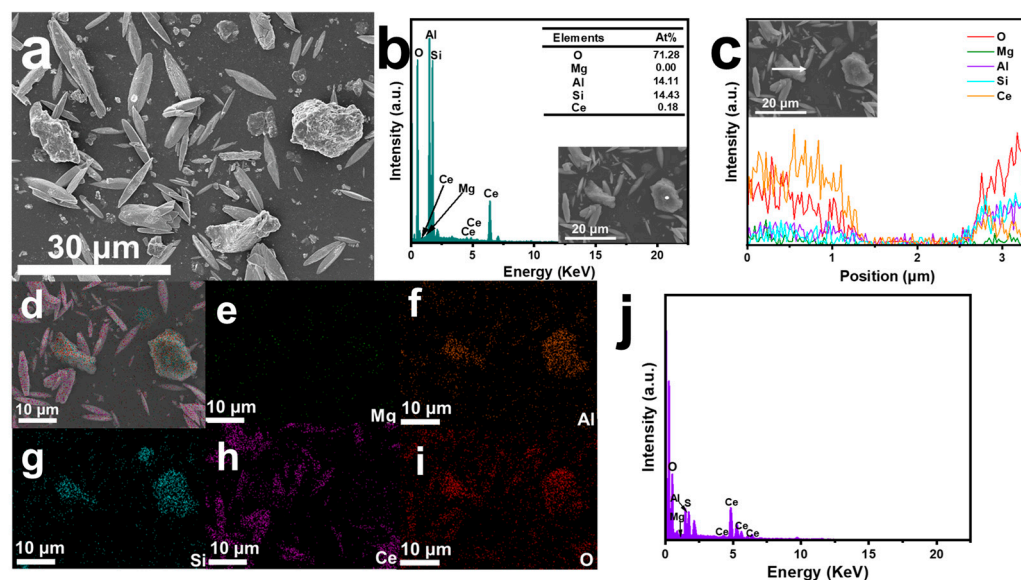 a
30 µm
b
Intensity (a.u.)
O
Al
Si
Ce
Mg
Ce
Ce
Ce
Elements At%
O 71.28
Mg 0.00
Al 14.11
Si 14.43
Ce 0.18
20 µm
0 5 10 15 20
Energy (KeV)
c
20 µm
O
Mg
Al
Si
Ce
Intensity (a.u.)
0 1 2 3
Position (µm)
d
10 µm
e
10 µm
Mg
f
10 µm
Al
g
10 µm
Si
h
10 µm
Ce
i
10 µm
O
j
Intensity (a.u.)
O
Al
S
Mg
Ce
Ce
Ce
Ce
0 5 10 15 20
Energy (KeV)